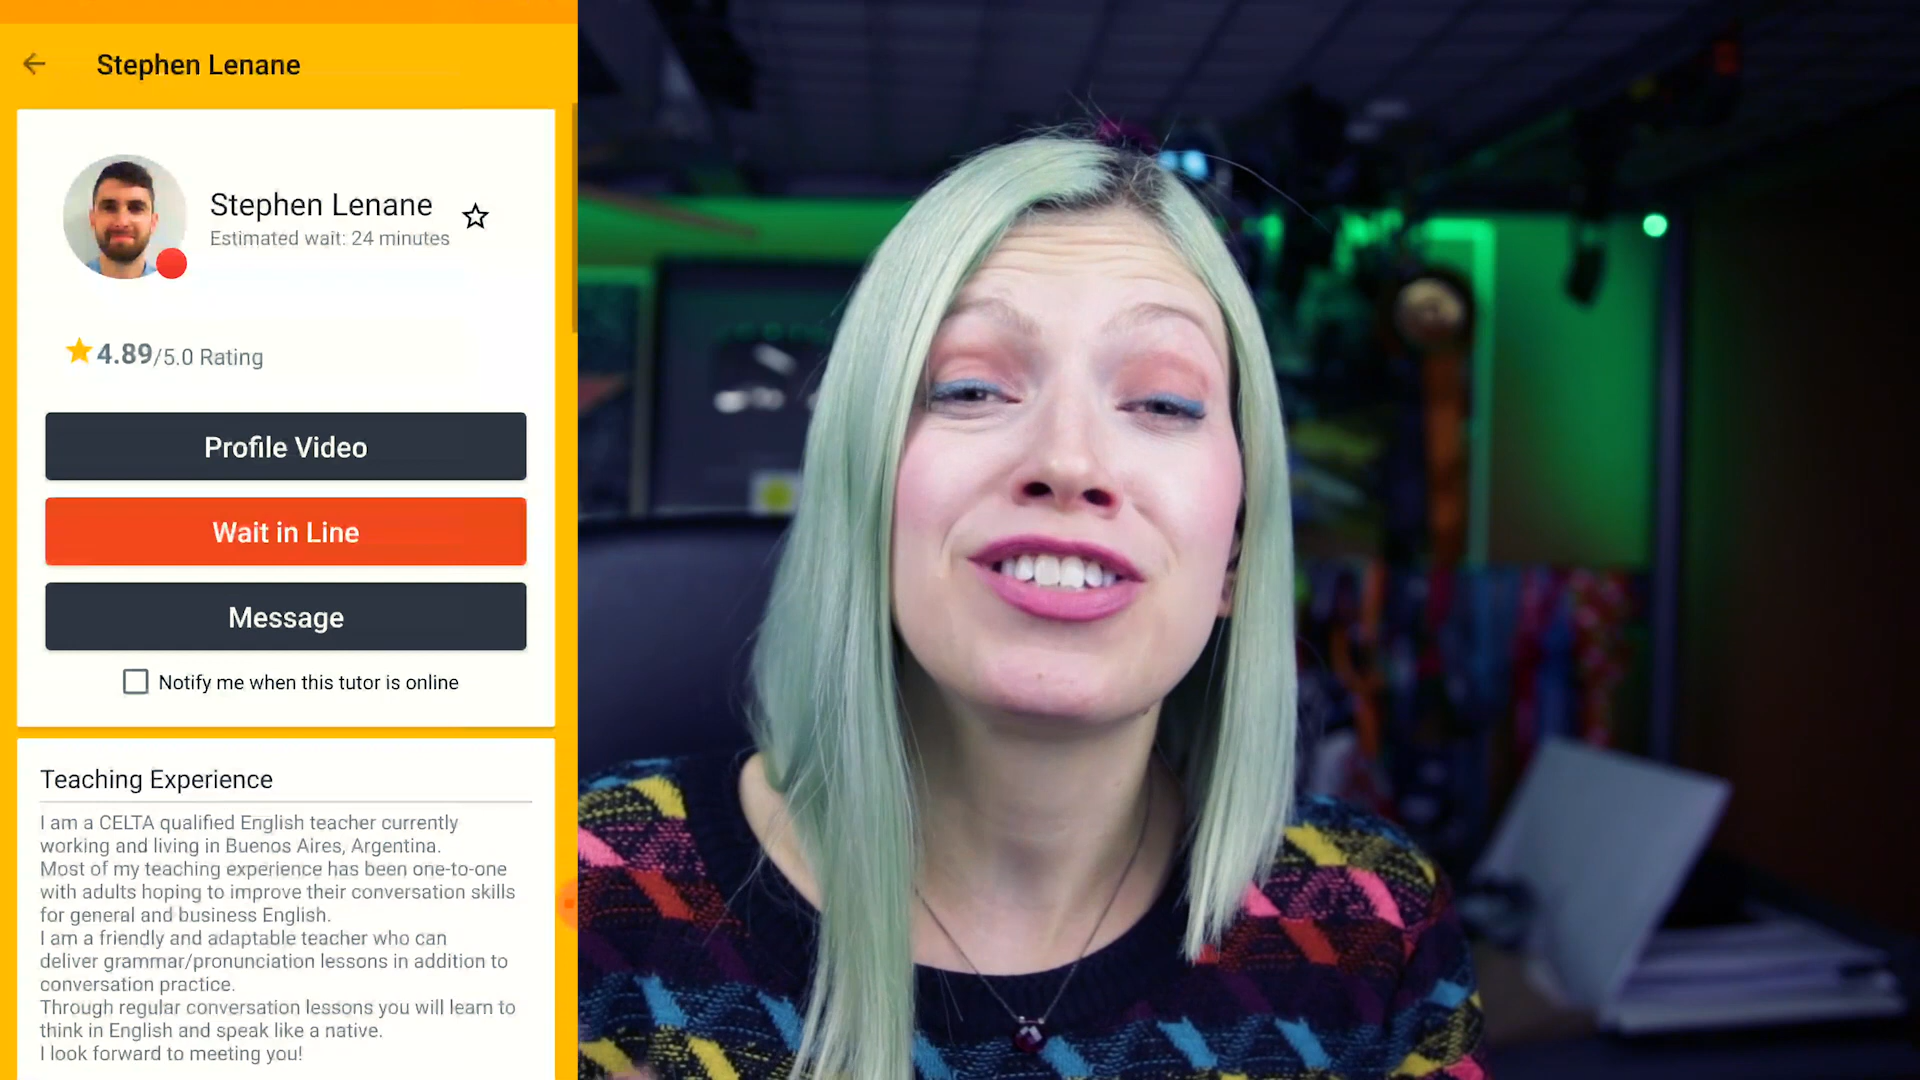 Stephen Lenane
Stephen Lenane
Estimated wait: 24 minutes
4.89/5.0 Rating
Profile Video
Wait in Line
Message
Notify me when this tutor is online
Teaching Experience
I am a CELTA qualified English teacher currently
working and living in Buenos Aires, Argentina.
Most of my teaching experience has been one-to-one
with adults hoping to improve their conversation skills
for general and business English.
I am a friendly and adaptable teacher who can
deliver grammar/pronunciation lessons in addition to
conversation practice.
Through regular conversation lessons you will learn to
think in English and speak like a native.
I look forward to meeting you!